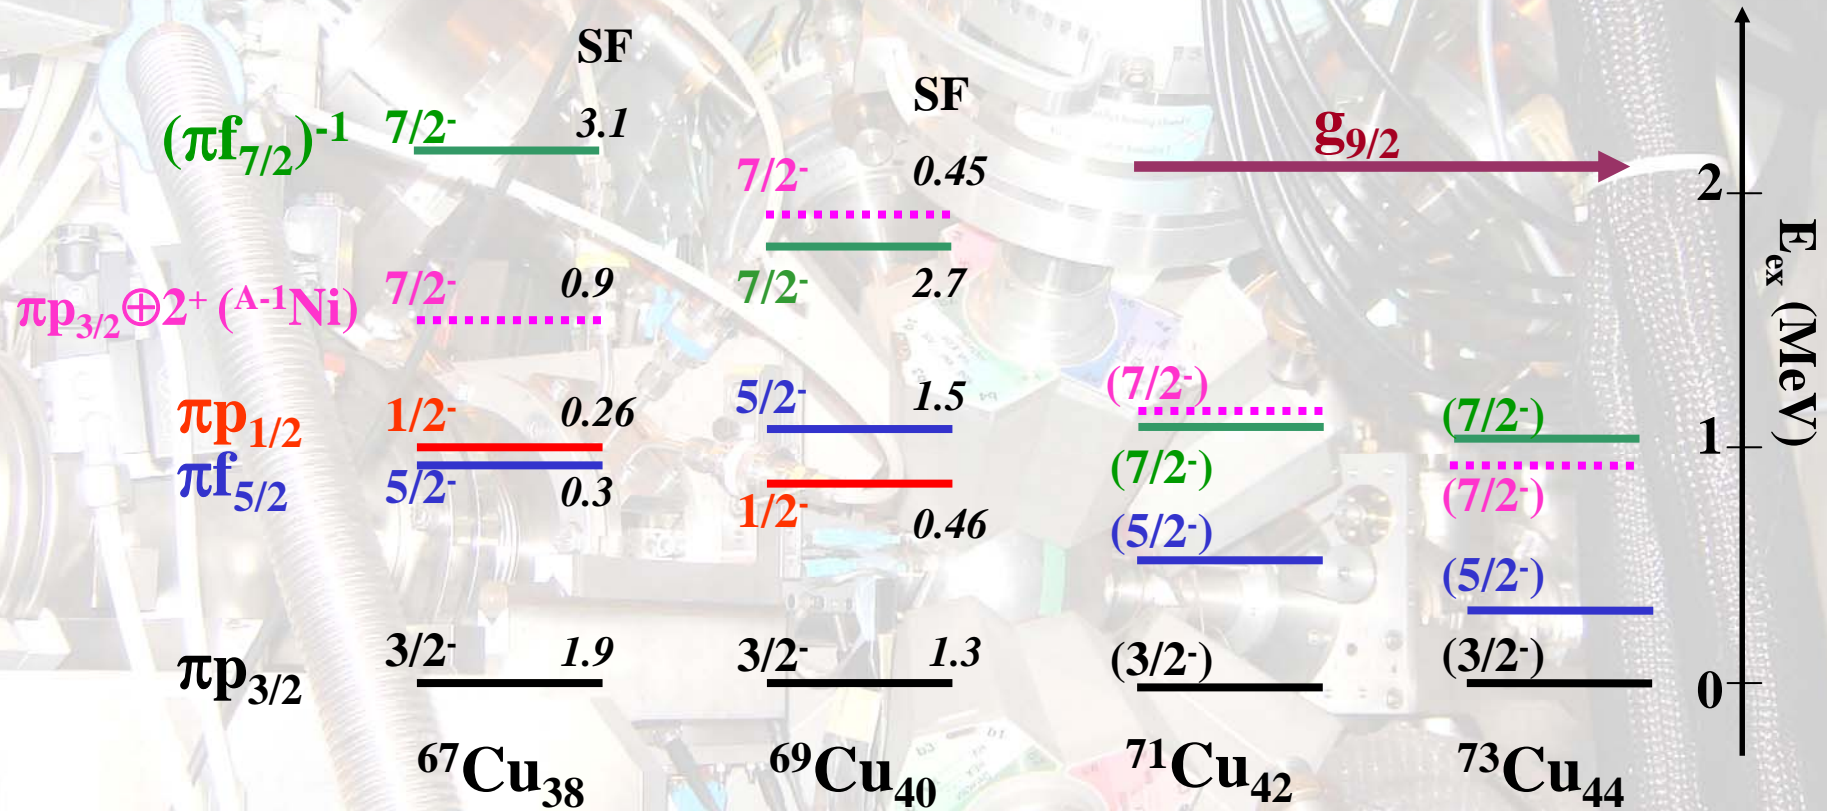 SF
SF
(πf7/2)-1 7/2- 3.1
g9/2
7/2- 0.45
2
πp3/2⊕2+ (A-1Ni) 7/2- 0.9
7/2- 2.7
Eex (MeV)
πp1/2 1/2- 0.26
5/2- 1.5
(7/2-)
(7/2-)
1
πf5/2 5/2- 0.3
1/2- 0.46
(7/2-)
(7/2-)
(5/2-)
(5/2-)
πp3/2 3/2- 1.9
3/2- 1.3
(3/2-)
(3/2-)
0
67Cu38
69Cu40
71Cu42
73Cu44